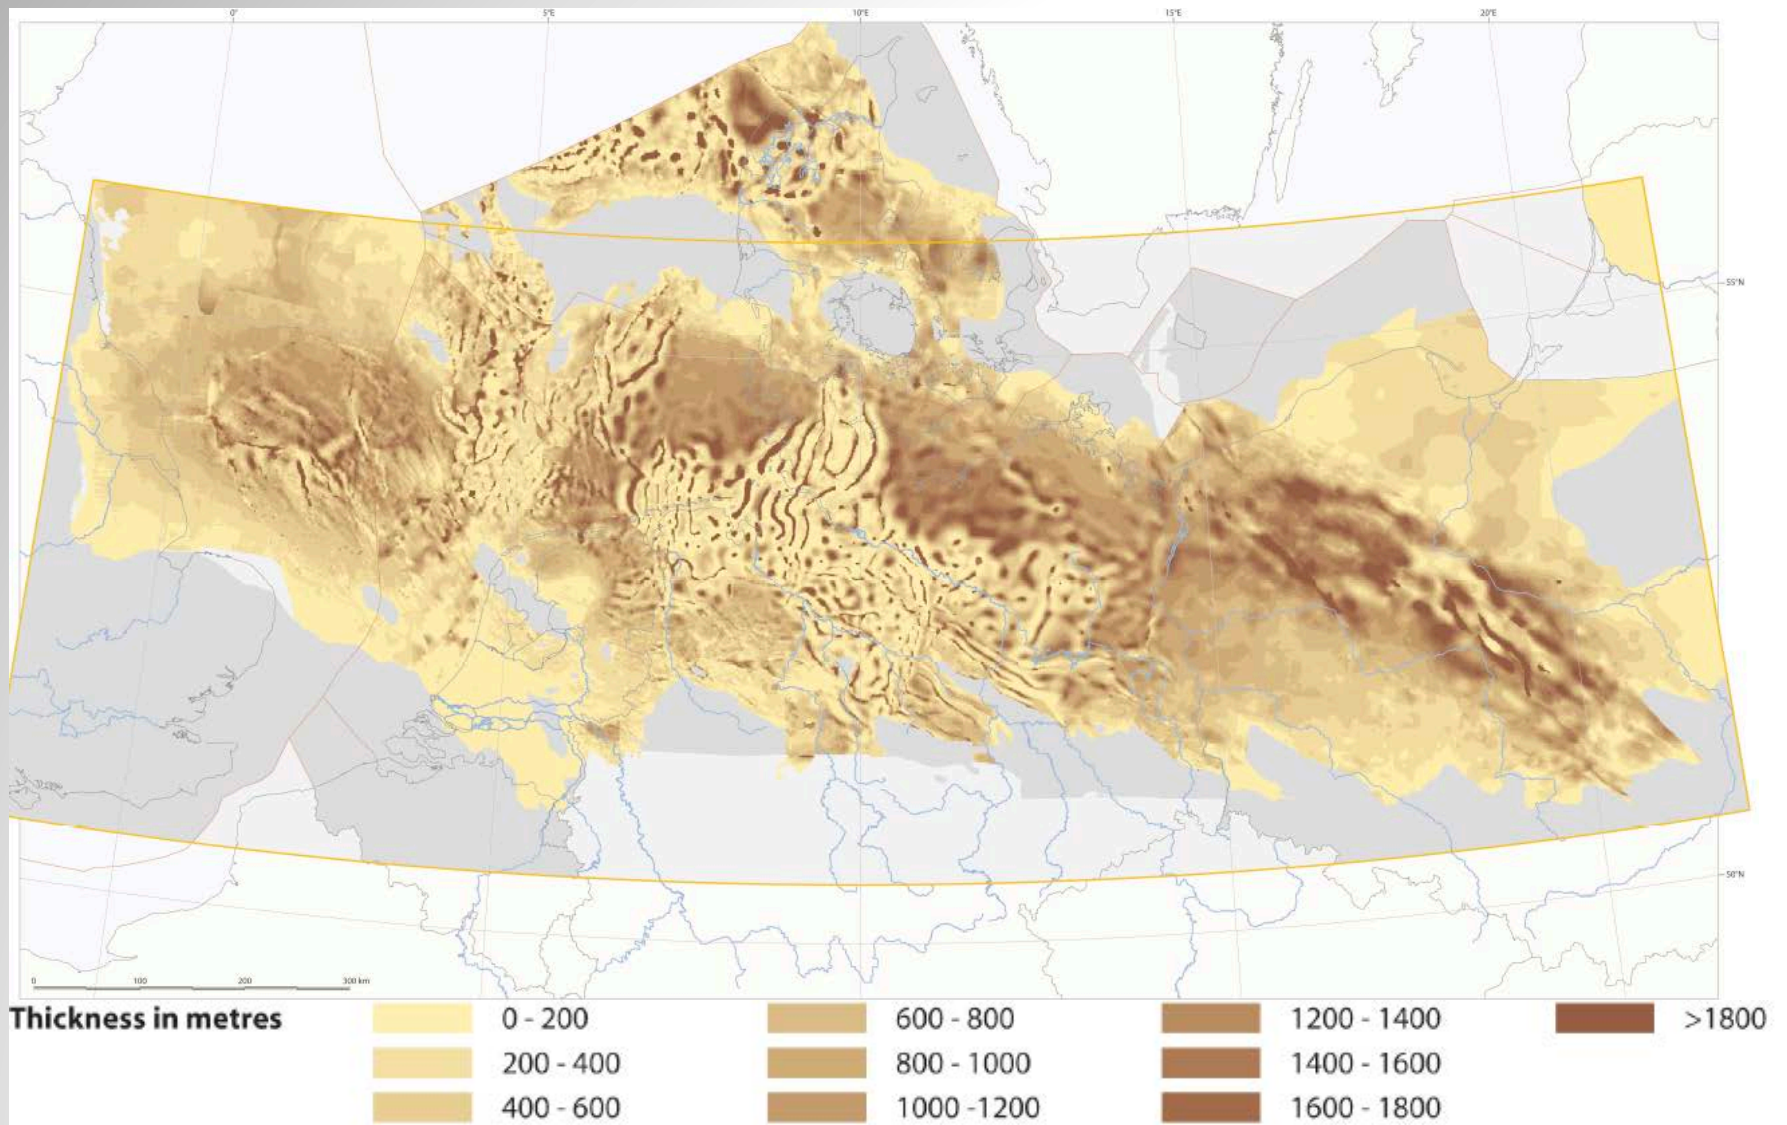 0° 5°E 10°E 15°E 20°E
55°N
50°N
0 100 200 300 km
Thickness in metres
0 - 200 600 - 800 1200 - 1400 >1800
200 - 400 800 - 1000 1400 - 1600
400 - 600 1000 -1200 1600 - 1800